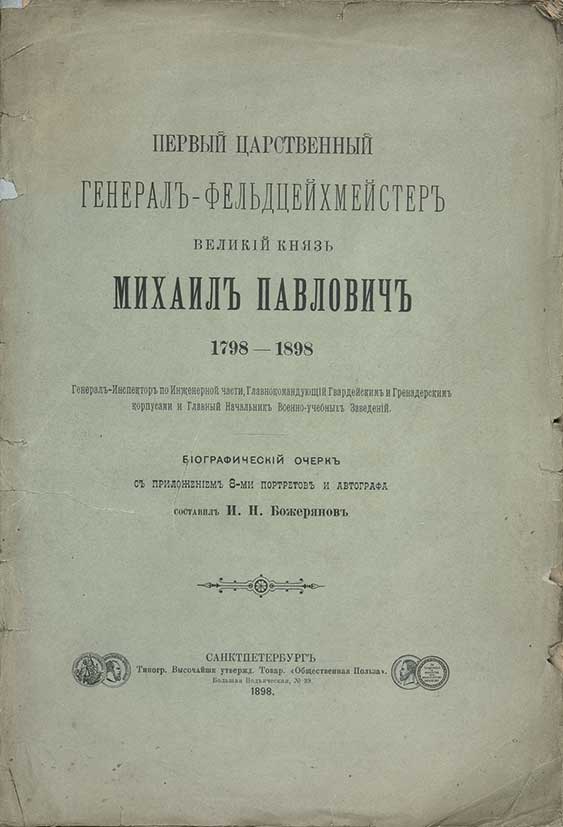 ПЕРВЫЙ ЦАРСТВЕННЫЙ
ГЕНЕРАЛЪ-ФЕЛЬДЦЕЙХМЕЙСТЕРЪ
ВЕЛИКІЙ КНЯЗЬ
МИХАИЛЪ ПАВЛОВИЧЪ
1798 — 1898
Генералъ-Инспекторъ по Инженерной части, Главнокомандующій Гвардейскимъ и Гренадерскимъ
корпусами и Главный Начальникъ Военно-учебныхъ Заведеній.
БІОГРАФИЧЕСКІЙ ОЧЕРКЪ
СЪ ПРИЛОЖЕНІЕМЪ 8-МИ ПОРТРЕТОВЪ И АВТОГРАФА
СОСТАВИЛЪ И. Н. Божеряновъ
САНКТПЕТЕРБУРГЪ
Типогр. Высочайше утвержд. Товар. «Общественная Польза».
Большая Подъяческая, № 39
1898.